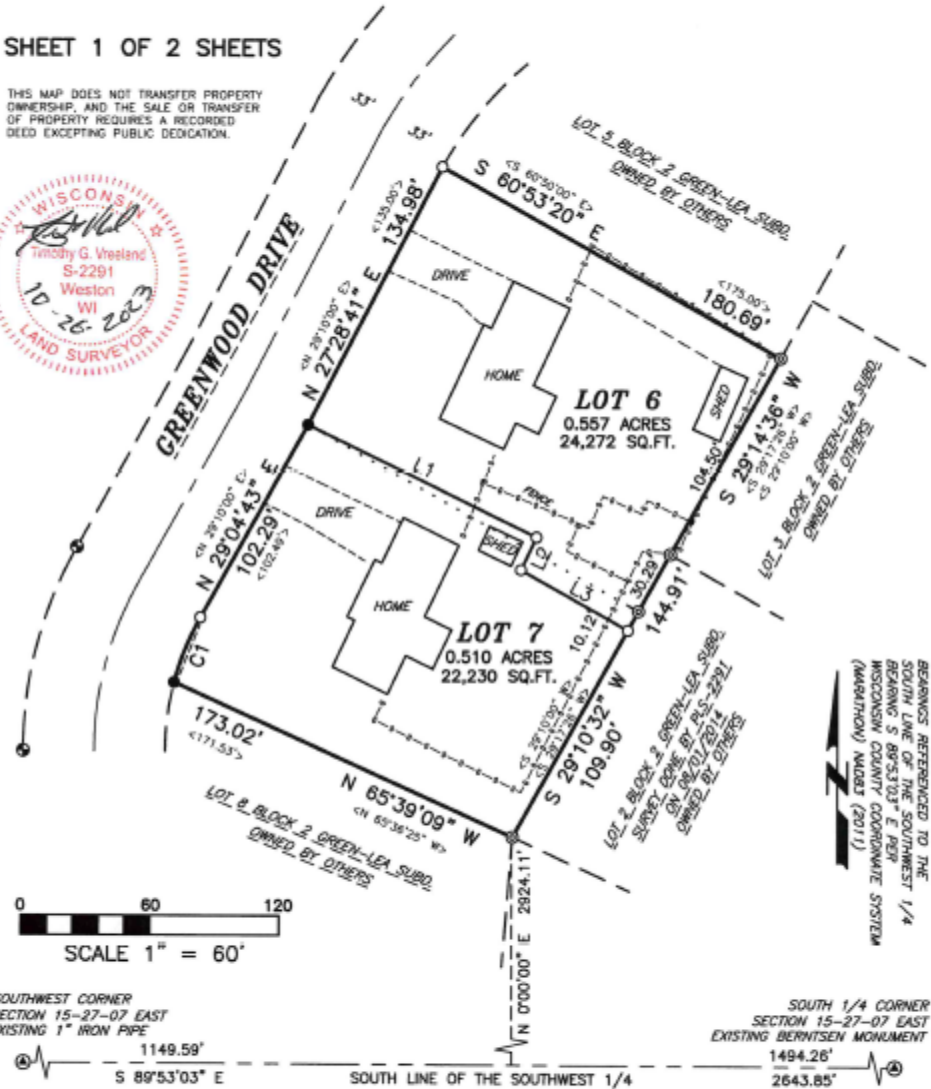 SHEET 1 OF 2 SHEETS
THIS MAP DOES NOT TRANSFER PROPERTY
OWNERSHIP, AND THE SALE OR TRANSFER
OF PROPERTY REQUIRES A RECORDED
DEED EXCEPTING PUBLIC DEDICATION.
WISCONSIN
Timothy G. Vreeland
S-2291
Weston
WI
10-26-2023
LAND SURVEYOR
GREENWOOD DRIVE
33'
33'
LOT 5 BLOCK 2 GREEN-LEA SUBD.
OWNED BY OTHERS
<S 60°50'00" E>
S 60°53'20" E
<175.00'>
180.69'
<135.00'>
134.98'
<N 29°10'00" E>
N 27°28'41" E
DRIVE
HOME
LOT 6
0.557 ACRES
24,272 SQ.FT.
SHED
104.50'
S 29°14'36" W
<S 29°17'26" W>
<S 29°10'00" W>
LOT 3 BLOCK 2 GREEN-LEA SUBD.
OWNED BY OTHERS
L1
FENCE
<N 29°10'00" E>
N 29°04'43" E
102.29'
<102.49'>
4'
DRIVE
SHED
L2
L3
30.29'
144.91'
HOME
LOT 7
0.510 ACRES
22,230 SQ.FT.
10.12'
C1
<S 29°10'00" W>
<S 29°17'26" W>
S 29°10'32" W
109.90'
LOT 2 BLOCK 2 GREEN-LEA SUBD.
SURVEY DONE BY PLS-2291
ON 08/07/2014
OWNED BY OTHERS
173.02'
<171.53'>
N 65°39'09" W
<N 65°36'25" W>
LOT 8 BLOCK 2 GREEN-LEA SUBD.
OWNED BY OTHERS
BEARINGS REFERENCED TO THE
SOUTH LINE OF THE SOUTHWEST 1/4
BEARING S 89°53'03" E PER
WISCONSIN COUNTY COORDINATE SYSTEM
(MARATHON) NAD83 (2011)
N
0 60 120
SCALE 1" = 60'
N 0°00'00" E 2924.11'
SOUTHWEST CORNER
SECTION 15-27-07 EAST
EXISTING 1" IRON PIPE
SOUTH 1/4 CORNER
SECTION 15-27-07 EAST
EXISTING BERNTSEN MONUMENT
1149.59'
S 89°53'03" E
SOUTH LINE OF THE SOUTHWEST 1/4
1494.26'
2643.85'